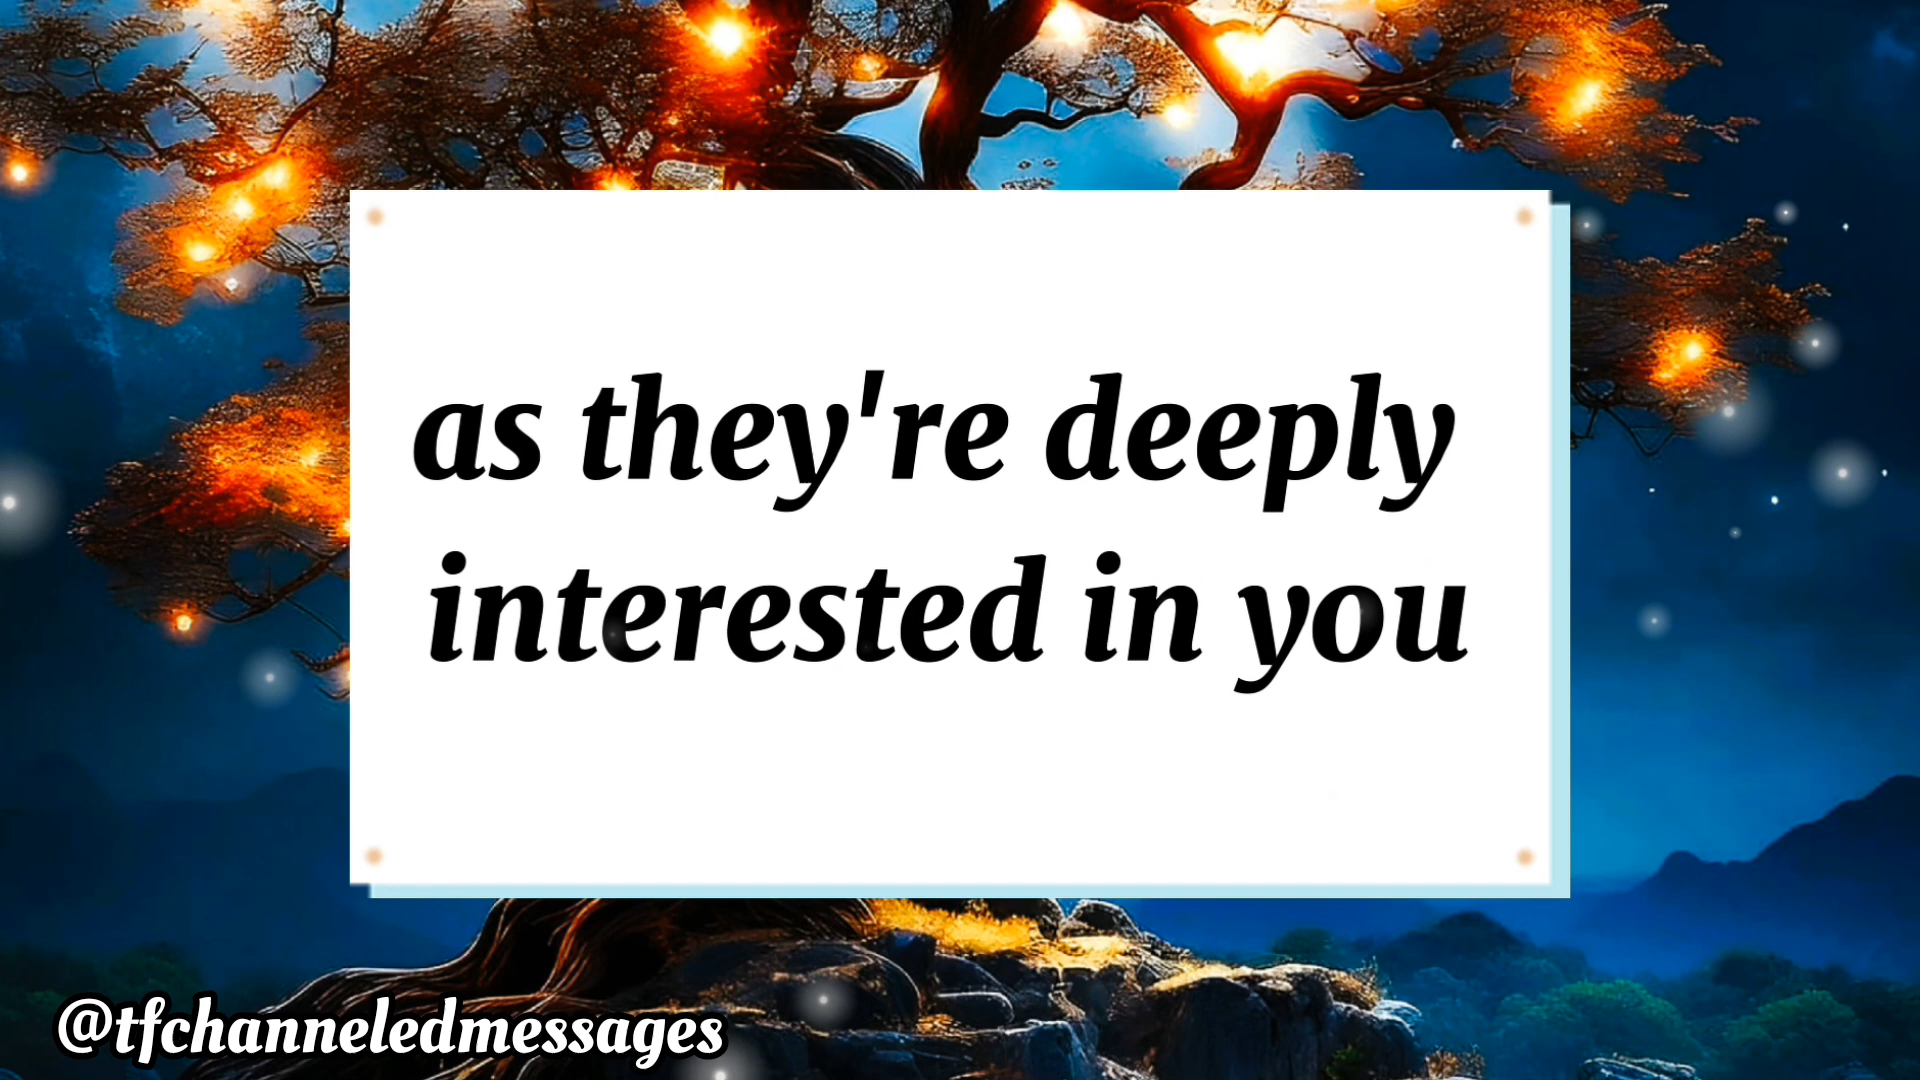 as they're deeply
interested in you
@tfchanneledmessages